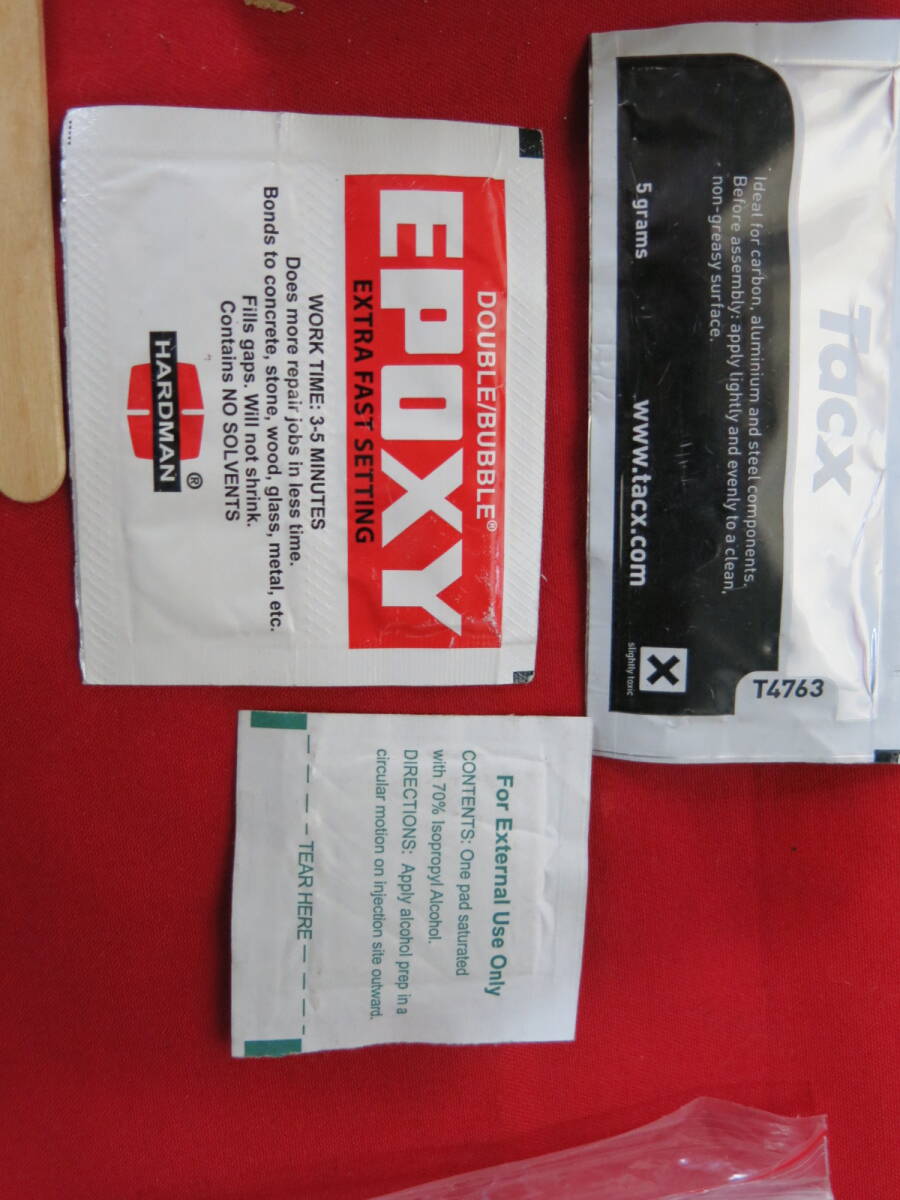 DOUBLE/BUBBLE®
EPOXY
EXTRA FAST SETTING
WORK TIME: 3-5 MINUTES
Does more repair jobs in less time.
Bonds to concrete, stone, wood, glass, metal, etc.
Fills gaps. Will not shrink.
Contains NO SOLVENTS
HARDMAN®
Tacx
Ideal for carbon, aluminium and steel components.
Before assembly: apply lightly and evenly to a clean,
non-greasy surface.
5 grams
www.tacx.com
X
slightly toxic
T4763
For External Use Only
CONTENTS: One pad saturated
with 70% Isopropyl Alcohol.
DIRECTIONS: Apply alcohol prep in a
circular motion on injection site outward.
TEAR HERE